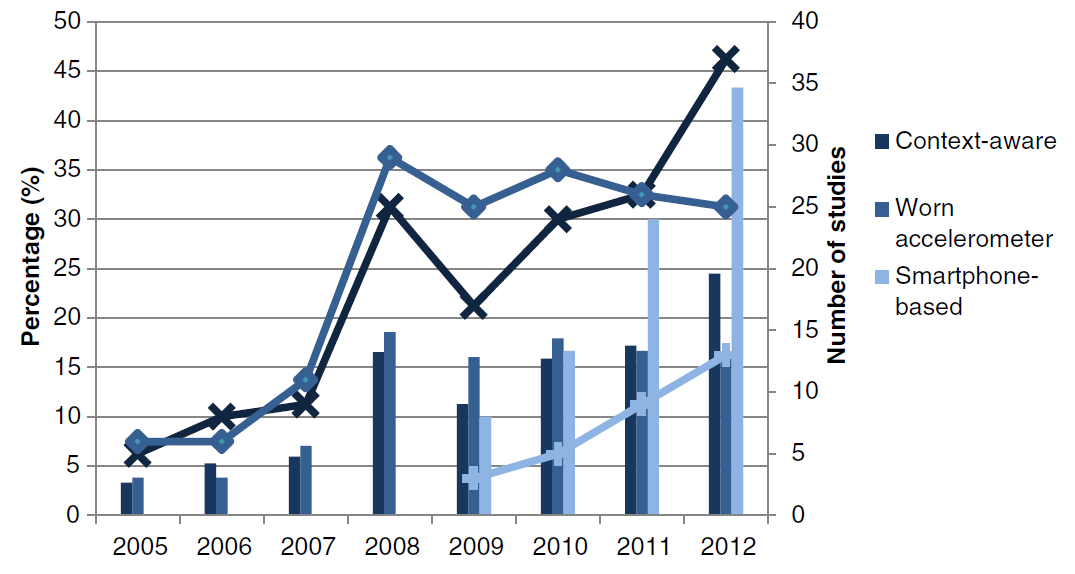 Percentage (%)
50
45
40
35
30
25
20
15
10
5
0
2005 2006 2007 2008 2009 2010 2011 2012
40
35
30
25
20
15
10
5
0
Number of studies
Context-aware
Worn
accelerometer
Smartphone-
based